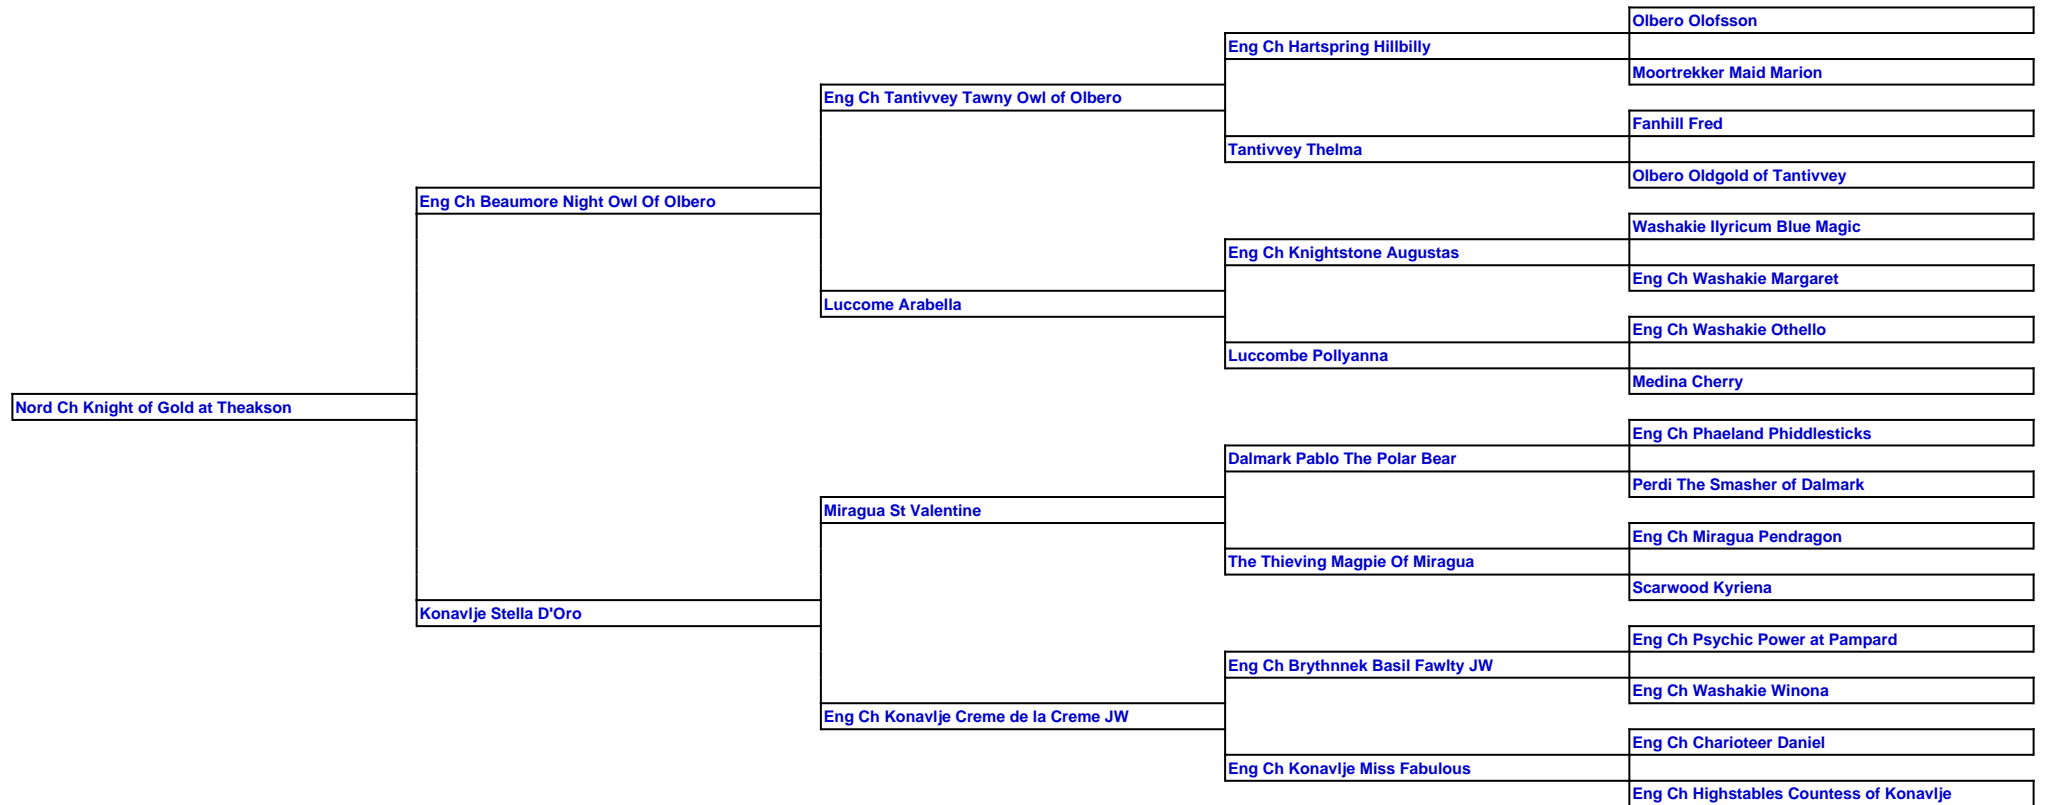 Olbero Olofsson
Eng Ch Hartspring Hillbilly
Moortrekker Maid Marion
Eng Ch Tantivvey Tawny Owl of Olbero
Fanhill Fred
Tantivvey Thelma
Olbero Oldgold of Tantivvey
Eng Ch Beaumore Night Owl Of Olbero
Washakie Ilyricum Blue Magic
Eng Ch Knightstone Augustas
Eng Ch Washakie Margaret
Luccome Arabella
Eng Ch Washakie Othello
Luccombe Pollyanna
Medina Cherry
Nord Ch Knight of Gold at Theakson
Eng Ch Phaeland Phiddlesticks
Dalmark Pablo The Polar Bear
Perdi The Smasher of Dalmark
Miragua St Valentine
Eng Ch Miragua Pendragon
The Thieving Magpie Of Miragua
Scarwood Kyriena
Konavlje Stella D'Oro
Eng Ch Psychic Power at Pampard
Eng Ch Brythnnek Basil Fawlty JW
Eng Ch Washakie Winona
Eng Ch Konavlje Creme de la Creme JW
Eng Ch Charioteer Daniel
Eng Ch Konavlje Miss Fabulous
Eng Ch Highstables Countess of Konavlje